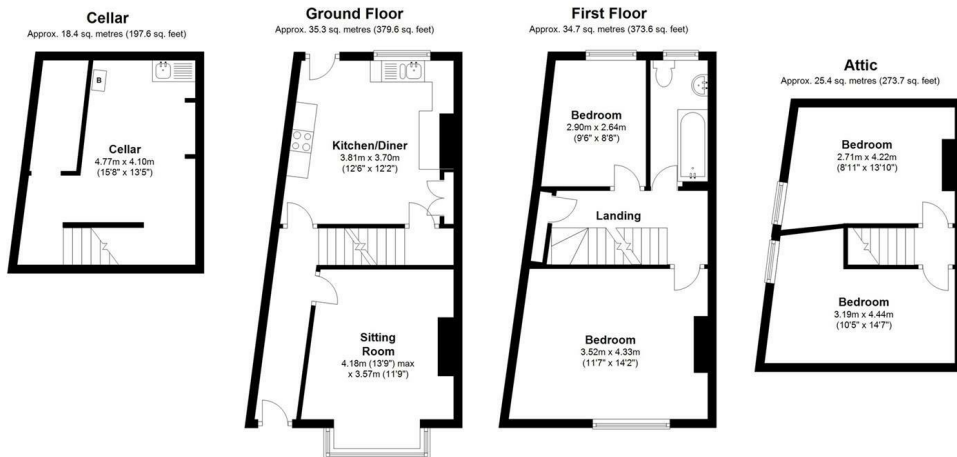 Cellar
Approx. 18.4 sq. metres (197.6 sq. feet)
B
Cellar
4.77m x 4.10m
(15'8" x 13'5")
Ground Floor
Approx. 35.3 sq. metres (379.6 sq. feet)
Kitchen/Diner
3.81m x 3.70m
(12'6" x 12'2")
Sitting
Room
4.18m (13'9") max
x 3.57m (11'9")
First Floor
Approx. 34.7 sq. metres (373.6 sq. feet)
Bedroom
2.90m x 2.64m
(9'6" x 8'8")
Landing
Bedroom
3.52m x 4.33m
(11'7" x 14'2")
Attic
Approx. 25.4 sq. metres (273.7 sq. feet)
Bedroom
2.71m x 4.22m
(8'11" x 13'10")
Bedroom
3.19m x 4.44m
(10'5" x 14'7")